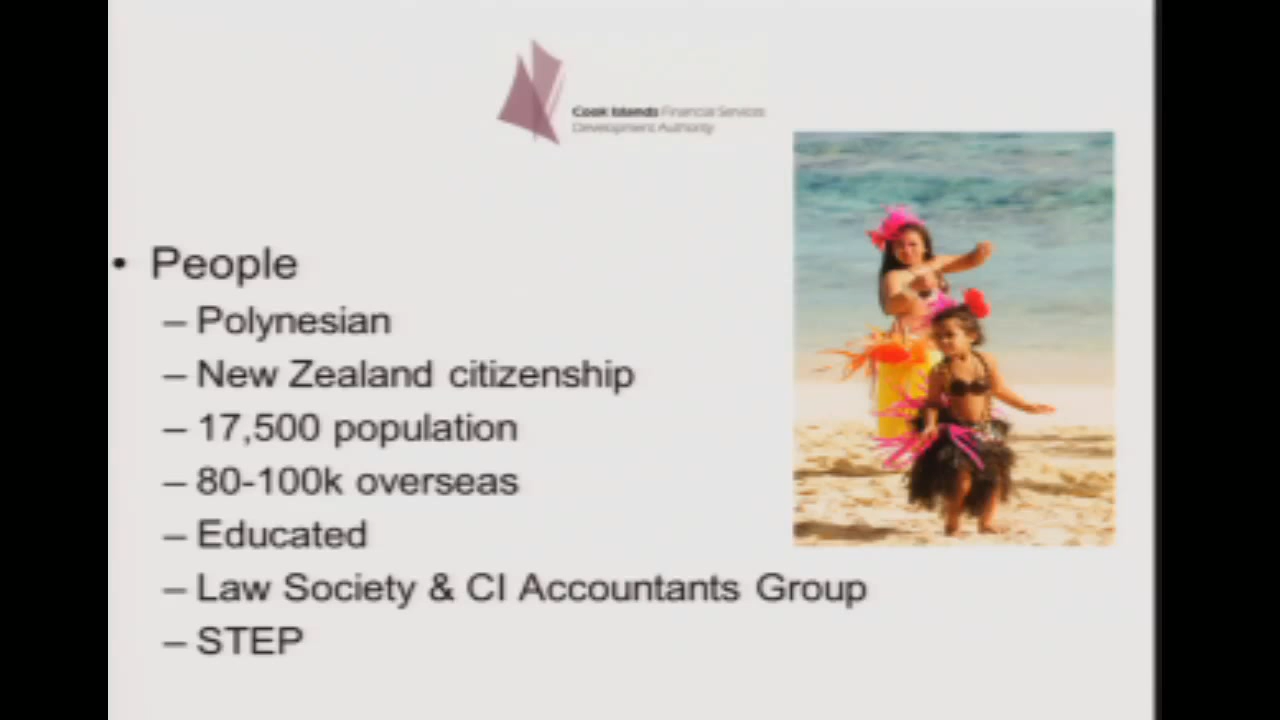 Cook Islands Financial Services
Development Authority
• People
– Polynesian
– New Zealand citizenship
– 17,500 population
– 80-100k overseas
– Educated
– Law Society & CI Accountants Group
– STEP